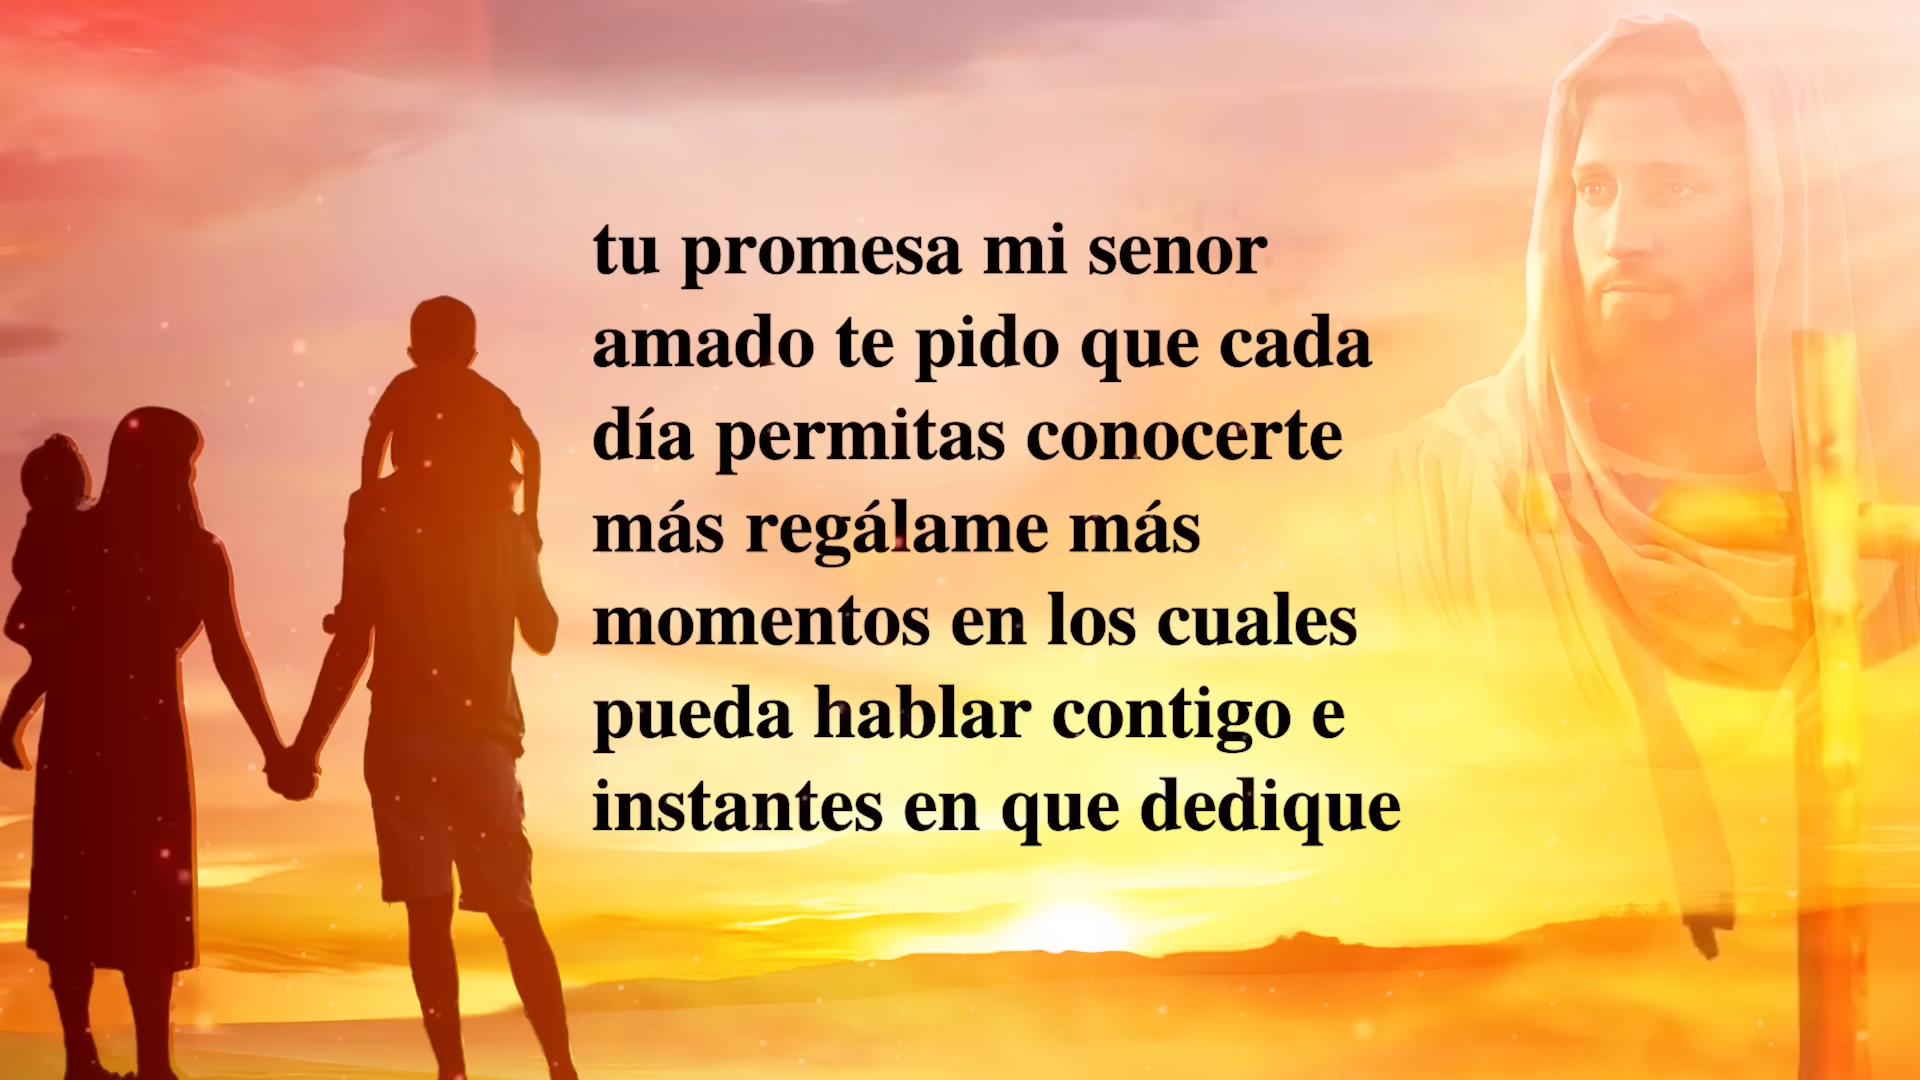 tu promesa mi senor
amado te pido que cada
día permitas conocerte
más regálame más
momentos en los cuales
pueda hablar contigo e
instantes en que dedique